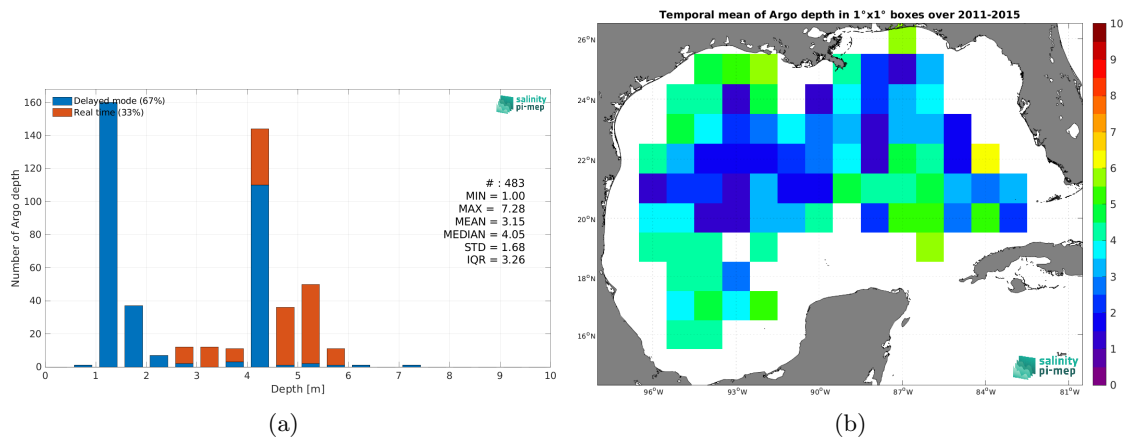 Delayed mode (67%)
Real time (33%)
salinity
pi-mep
160
140
120
100
80
60
40
20
0
Number of Argo depth
# : 483
MIN = 1.00
MAX = 7.28
MEAN = 3.15
MEDIAN = 4.05
STD = 1.68
IQR = 3.26
0 1 2 3 4 5 6 7 8 9 10
Depth [m]
(a)
Temporal mean of Argo depth in 1°x1° boxes over 2011-2015
26°N
24°N
22°N
20°N
18°N
16°N
96°W 93°W 90°W 87°W 84°W 81°W
salinity
pi-mep
10
9
8
7
6
5
4
3
2
1
0
(b)